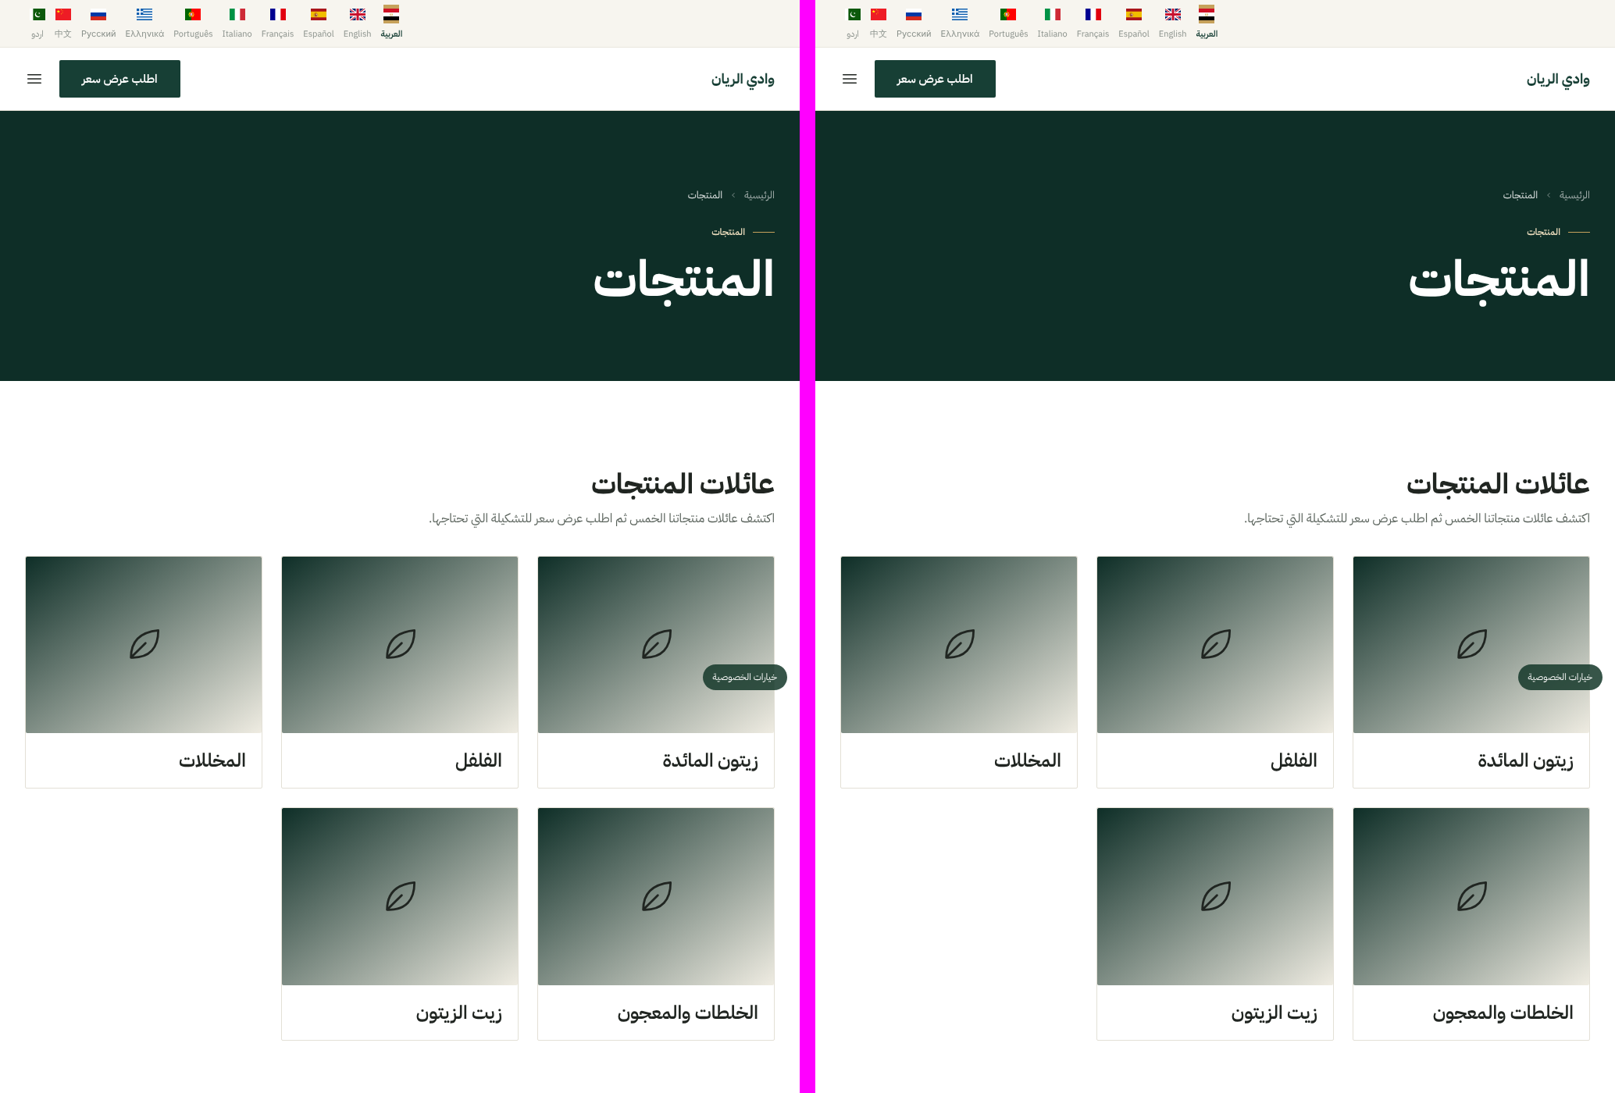 العربية English Español Français Italiano Português Ελληνικά Русский 中文 اردو
وادي الريان
اطلب عرض سعر
الرئيسية › المنتجات
المنتجات
المنتجات
عائلات المنتجات
اكتشف عائلات منتجاتنا الخمس ثم اطلب عرض سعر للتشكيلة التي تحتاجها.
خيارات الخصوصية
زيتون المائدة
الفلفل
المخللات
الخلطات والمعجون
زيت الزيتون
العربية English Español Français Italiano Português Ελληνικά Русский 中文 اردو
وادي الريان
اطلب عرض سعر
الرئيسية › المنتجات
المنتجات
المنتجات
عائلات المنتجات
اكتشف عائلات منتجاتنا الخمس ثم اطلب عرض سعر للتشكيلة التي تحتاجها.
خيارات الخصوصية
زيتون المائدة
الفلفل
المخللات
الخلطات والمعجون
زيت الزيتون